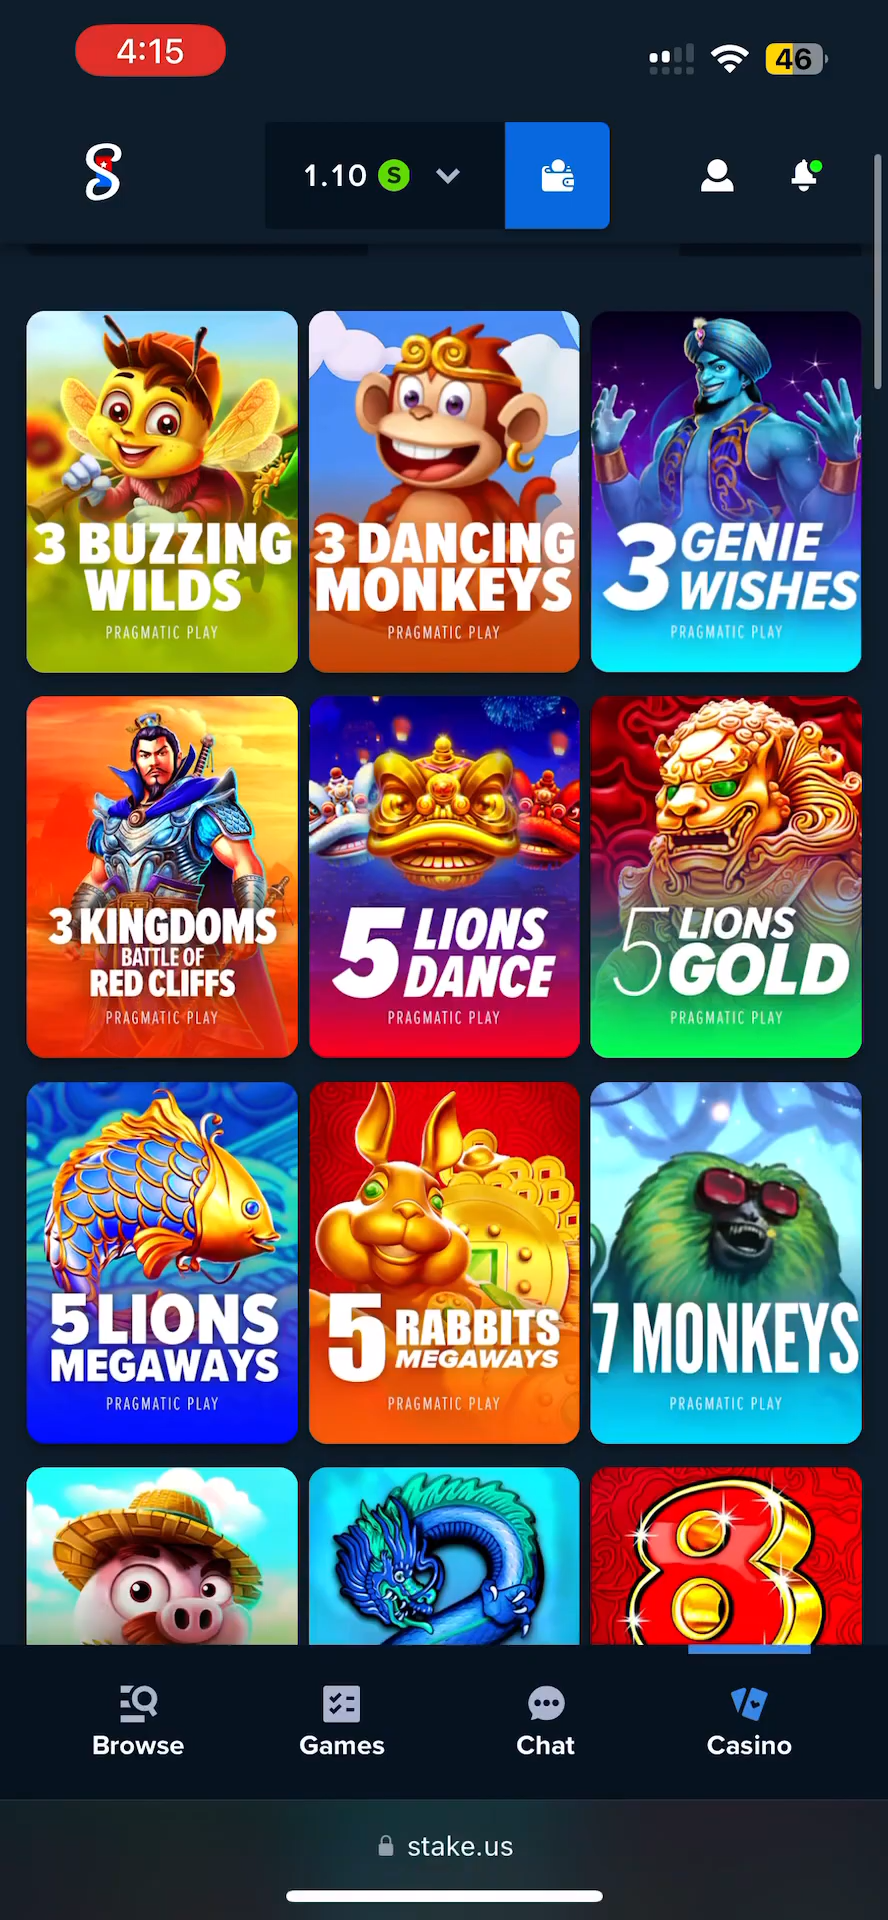 4:15
46
1.10 S
3 BUZZING
WILDS
PRAGMATIC PLAY
3 DANCING
MONKEYS
PRAGMATIC PLAY
3 GENIE
WISHES
PRAGMATIC PLAY
3 KINGDOMS
BATTLE OF
RED CLIFFS
PRAGMATIC PLAY
5 LIONS
DANCE
PRAGMATIC PLAY
5 LIONS
GOLD
PRAGMATIC PLAY
5 LIONS
MEGAWAYS
PRAGMATIC PLAY
5 RABBITS
MEGAWAYS
PRAGMATIC PLAY
7 MONKEYS
PRAGMATIC PLAY
8
Browse
Games
Chat
Casino
stake.us